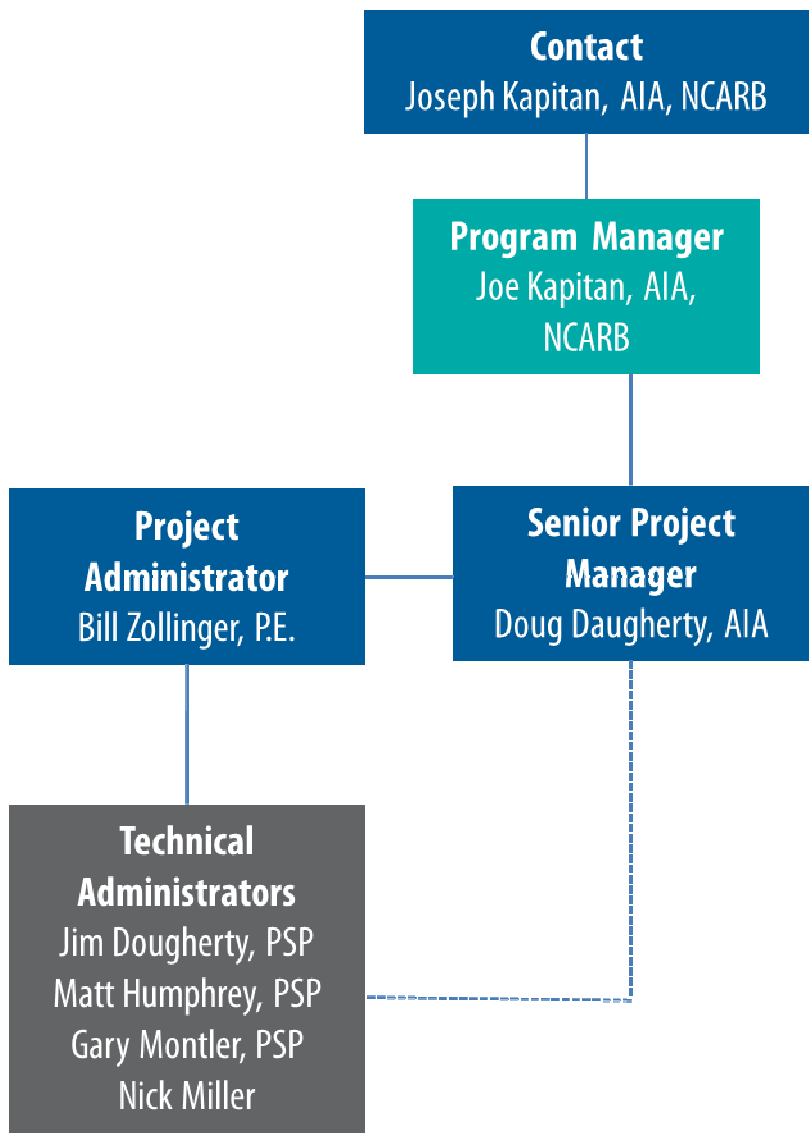 Contact
Joseph Kapitan, AIA, NCARB
Program Manager
Joe Kapitan, AIA,
NCARB
Project
Administrator
Bill Zollinger, P.E.
Senior Project
Manager
Doug Daugherty, AIA
Technical
Administrators
Jim Dougherty, PSP
Matt Humphrey, PSP
Gary Montler, PSP
Nick Miller